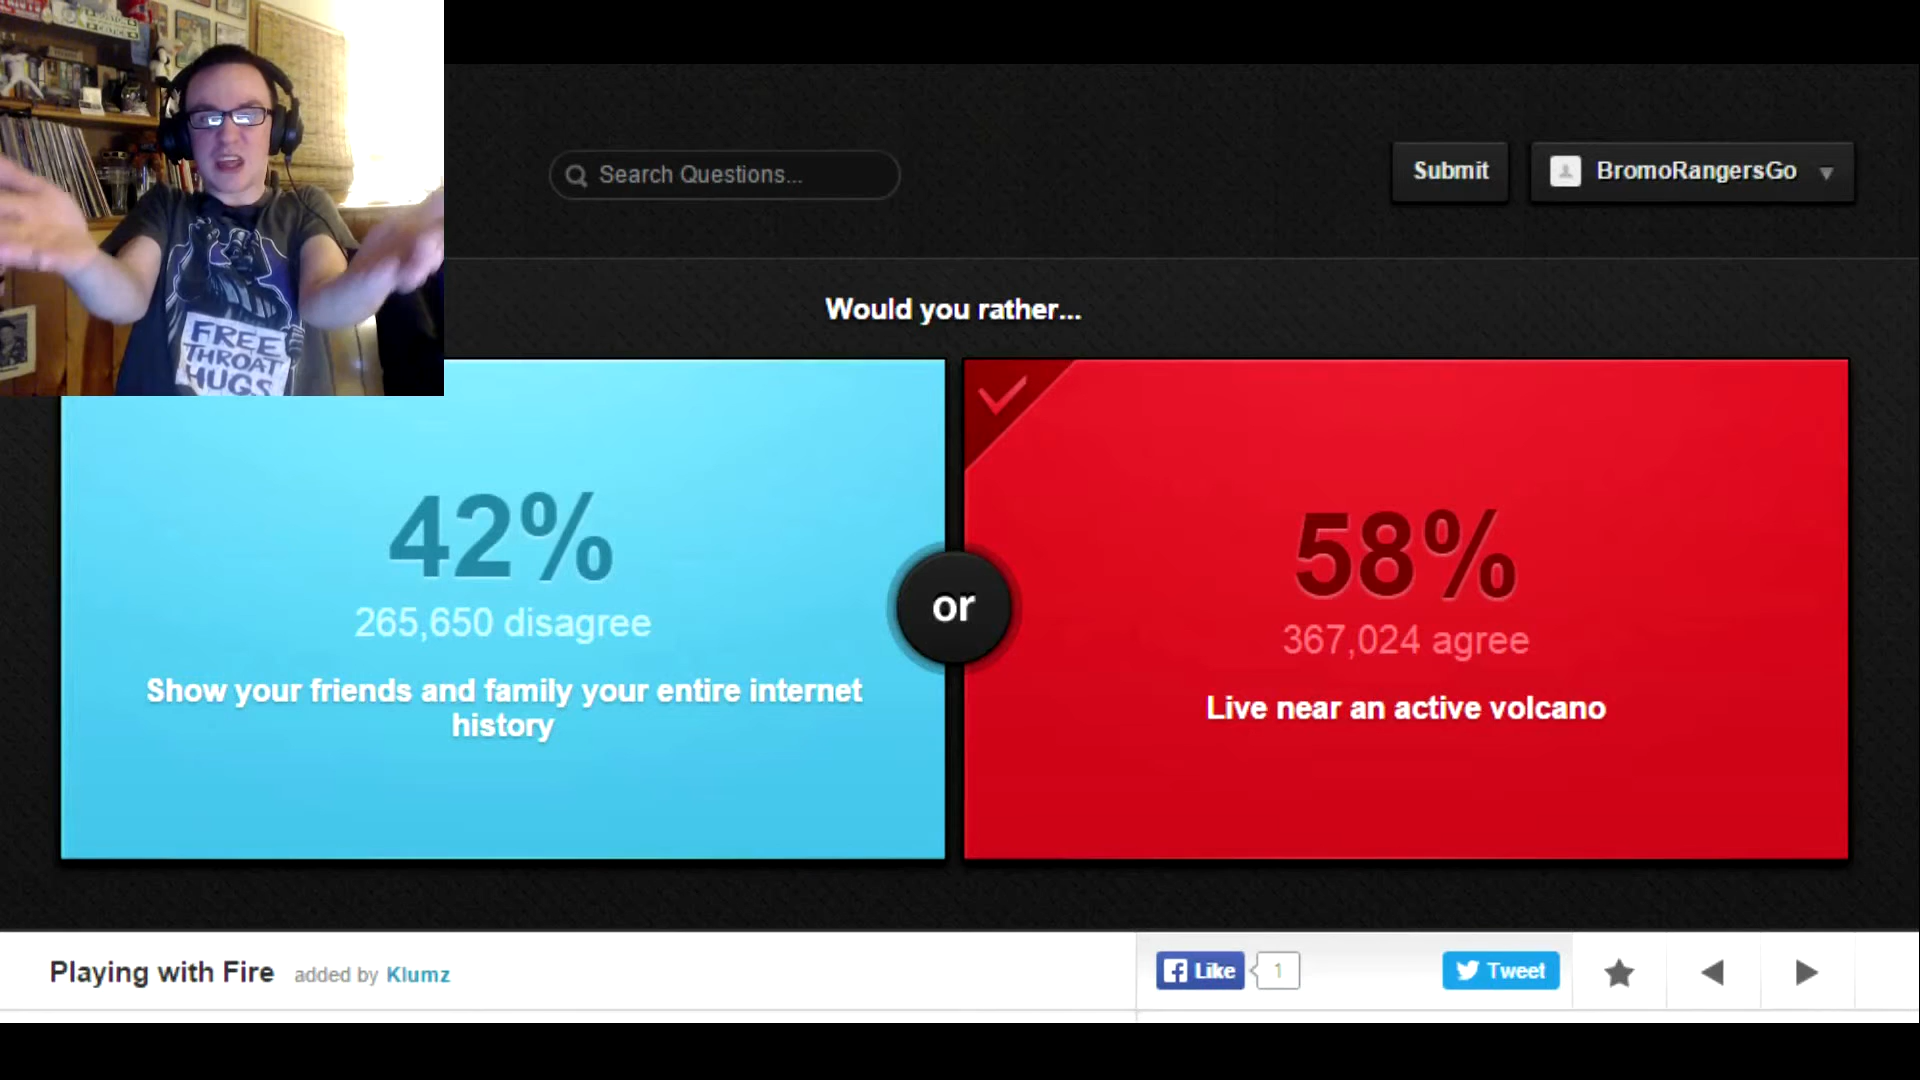 FREE
THROAT
HUGS
Search Questions...
Submit
BromoRangersGo
Would you rather...
42%
265,650 disagree
Show your friends and family your entire internet
history
or
58%
367,024 agree
Live near an active volcano
Playing with Fire added by Klumz
Like 1
Tweet